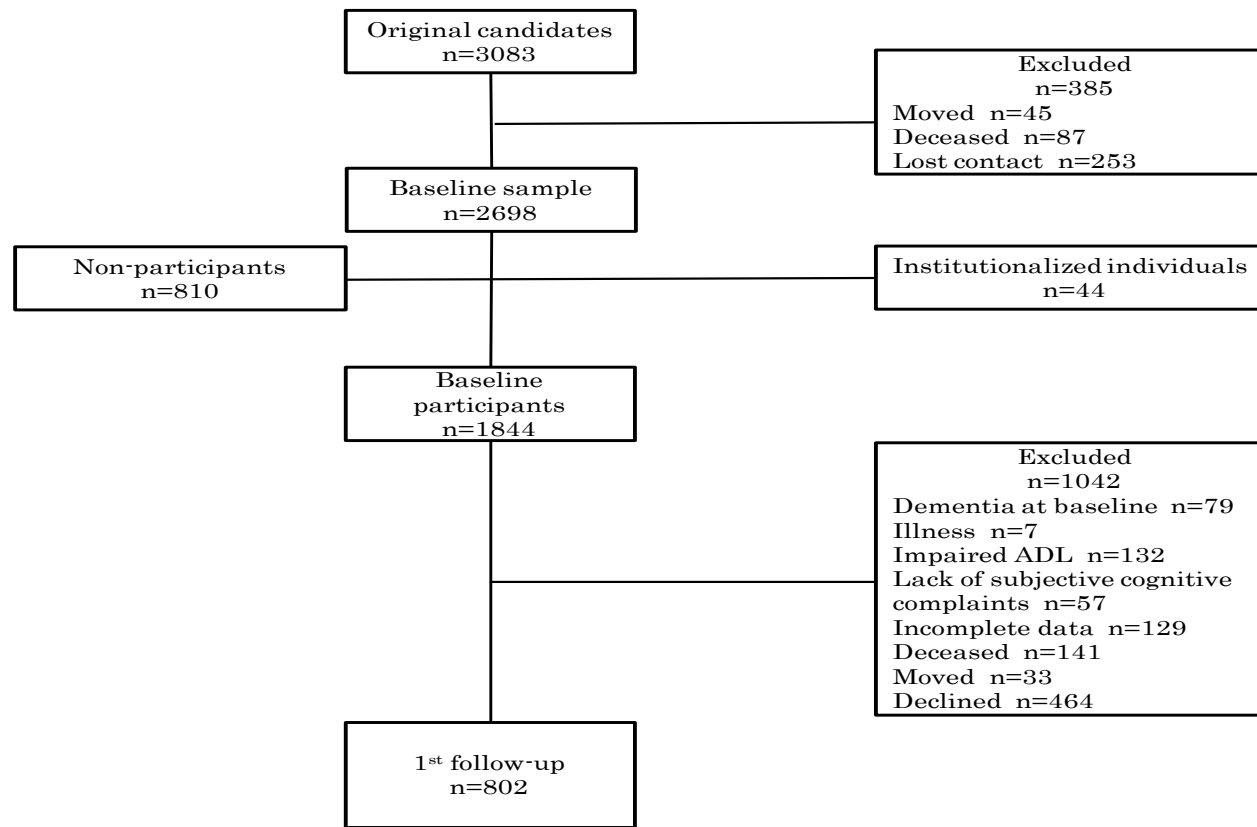 Original candidates
n=3083
Excluded
n=385
Moved n=45
Deceased n=87
Lost contact n=253
Baseline sample
n=2698
Non-participants
n=810
Institutionalized individuals
n=44
Baseline
participants
n=1844
Excluded
n=1042
Dementia at baseline n=79
Illness n=7
Impaired ADL n=132
Lack of subjective cognitive
complaints n=57
Incomplete data n=129
Deceased n=141
Moved n=33
Declined n=464
1st follow-up
n=802